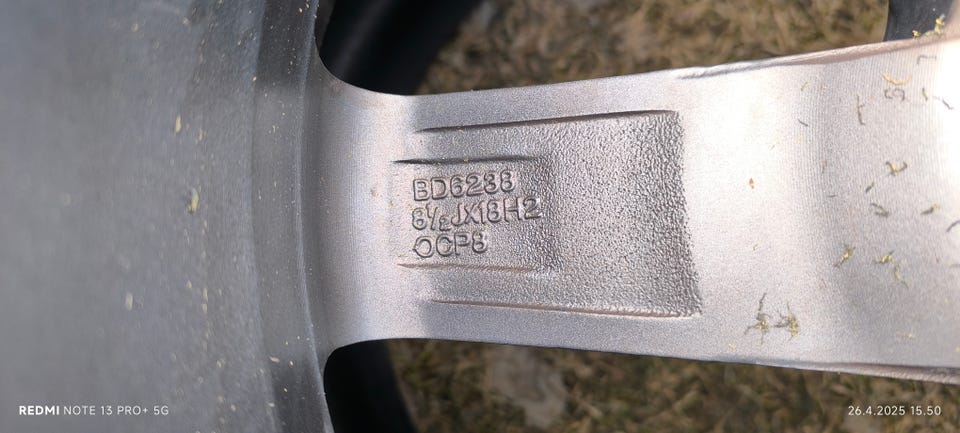 BD6238
8½JX18H2
OCP8
REDMI NOTE 13 PRO+ 5G
26.4.2025 15.50